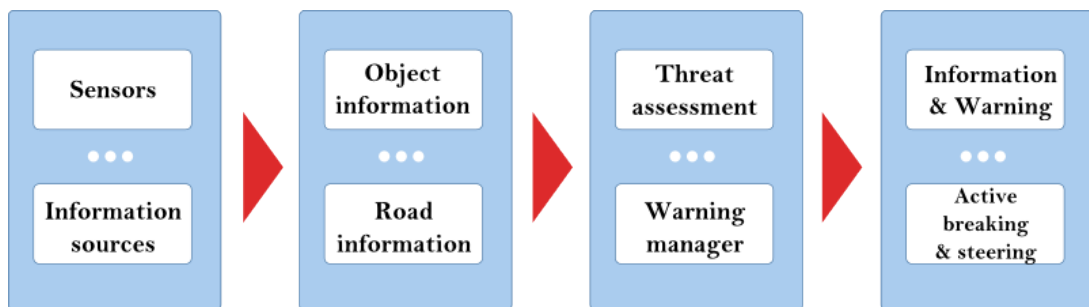 Sensors
Information
sources
Object
information
Road
information
Threat
assessment
Warning
manager
Information
& Warning
Active
breaking
& steering